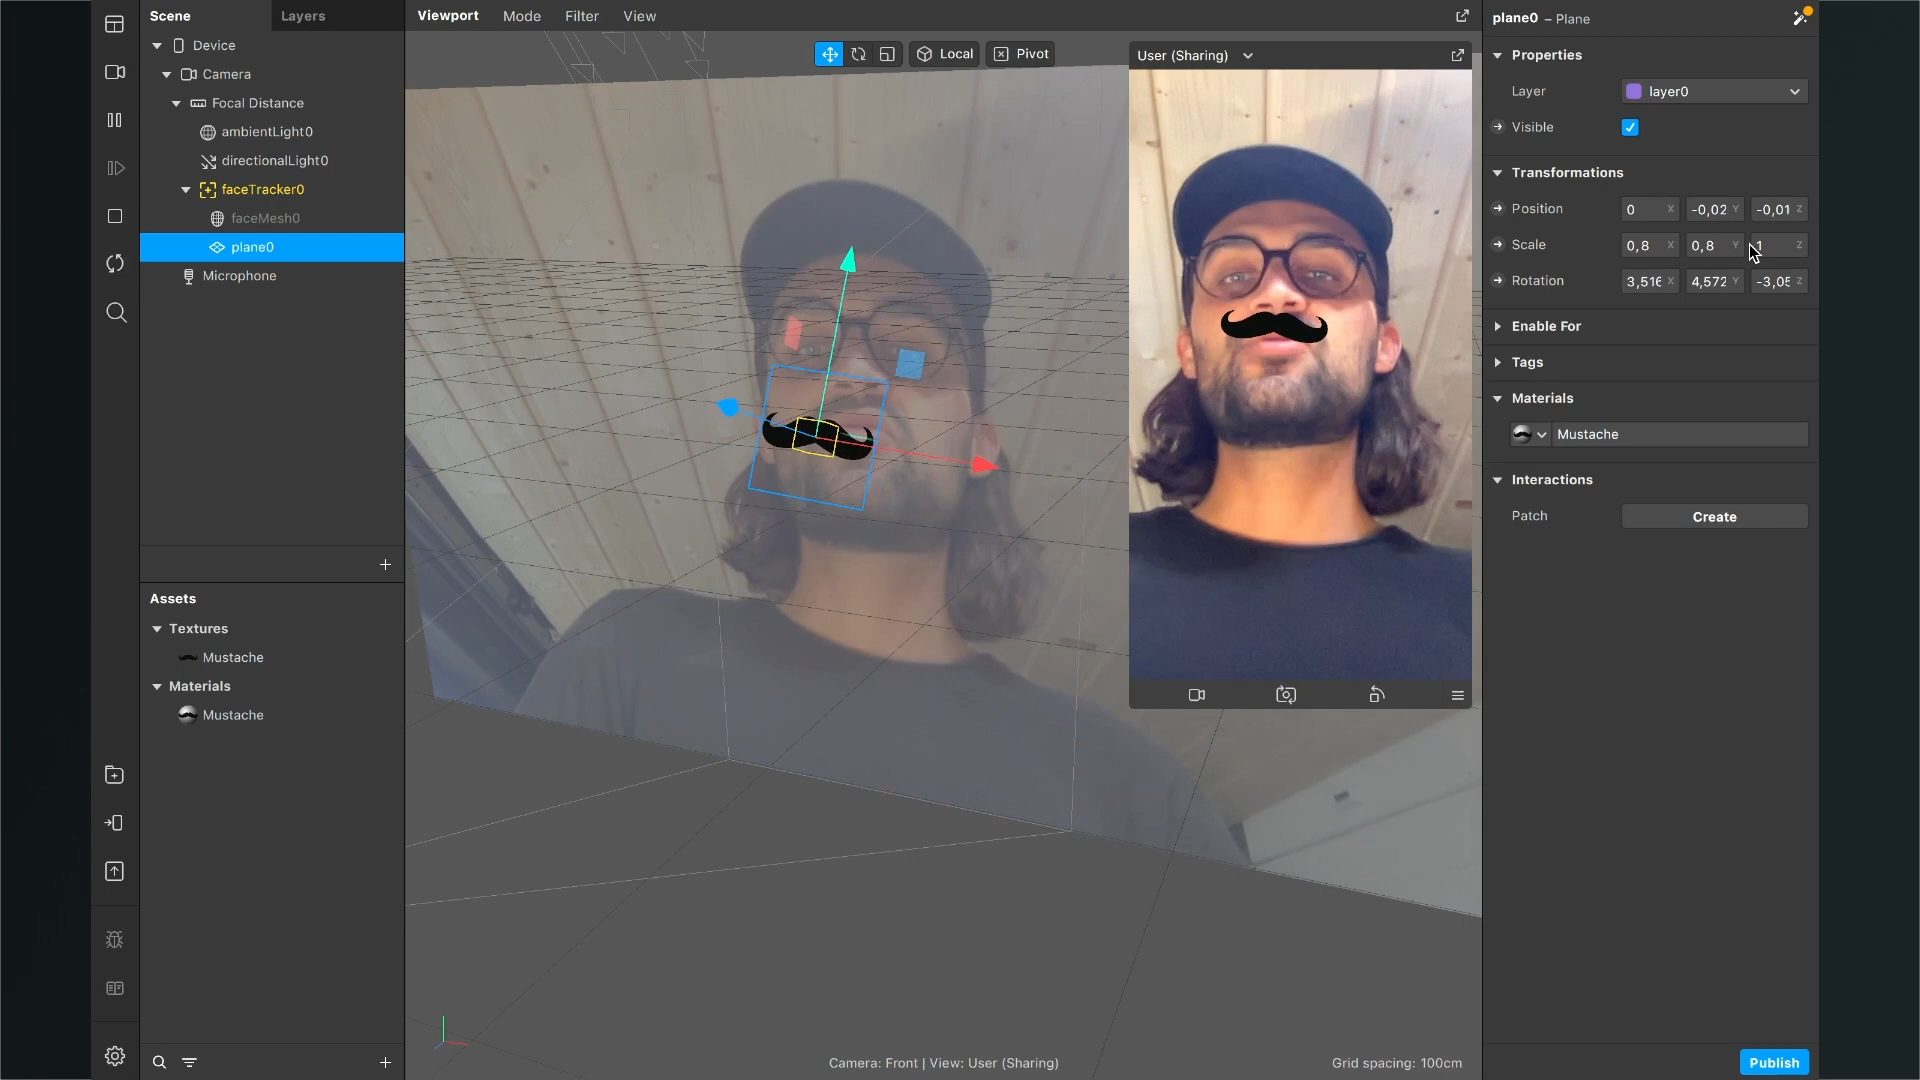 Scene
Layers
Device
Camera
Focal Distance
ambientLight0
directionalLight0
faceTracker0
faceMesh0
plane0
Microphone
Assets
Textures
Mustache
Materials
Mustache
Viewport
Mode
Filter
View
Local
Pivot
User (Sharing)
Camera: Front | View: User (Sharing)
Grid spacing: 100cm
plane0 – Plane
Properties
Layer
layer0
Visible
Transformations
Position
0 X
-0,02 Y
-0,01 Z
Scale
0,8 X
0,8 Y
1 Z
Rotation
3,516 X
4,572 Y
-3,05 Z
Enable For
Tags
Materials
Mustache
Interactions
Patch
Create
Publish